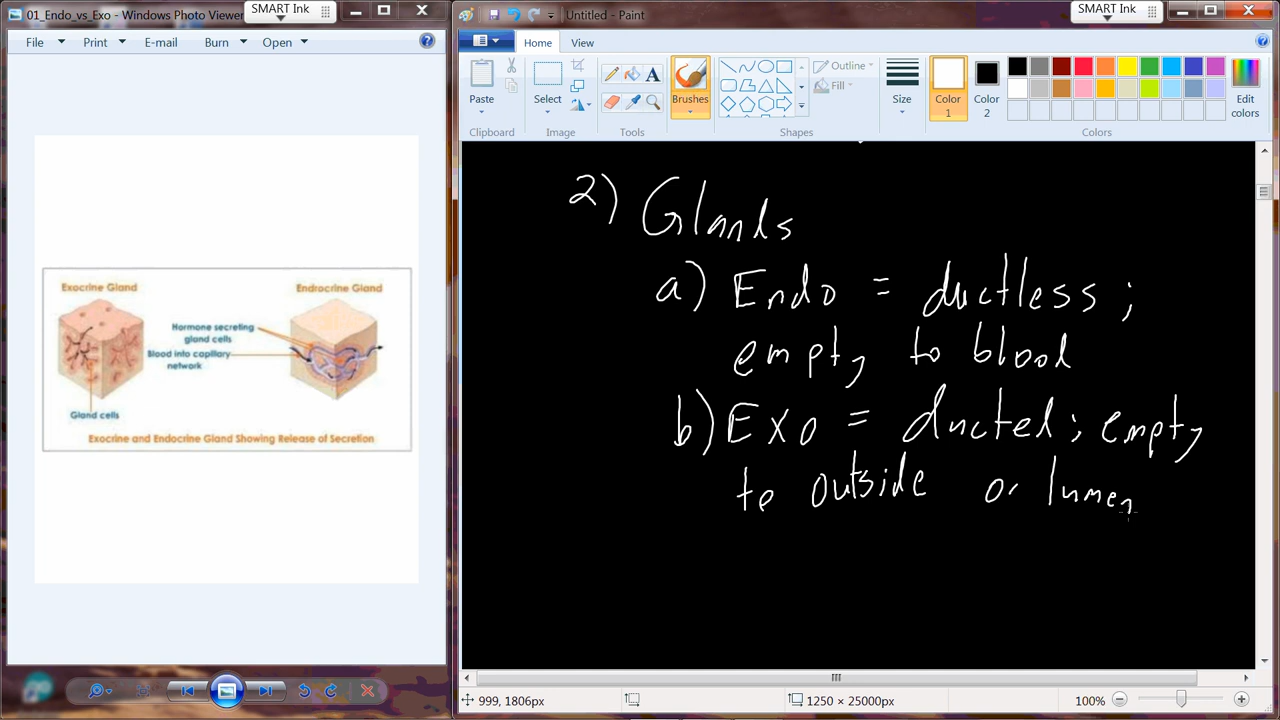 01_Endo_vs_Exo - Windows Photo Viewer
SMART Ink
File Print E-mail Burn Open
Exocrine Gland
Endrocrine Gland
Hormone secreting
gland cells
Blood into capillary
network
Gland cells
Exocrine and Endocrine Gland Showing Release of Secretion
Untitled - Paint
SMART Ink
Home View
Paste
Select
Brushes
Outline
Fill
Size
Color
1
Color
2
Edit
colors
Clipboard Image Tools Shapes Colors
2) Glands
a) Endo = ductless ;
empty to blood
b) Exo = ducted ; empty
to outside or lumen
999, 1806px
1250 × 25000px
100%